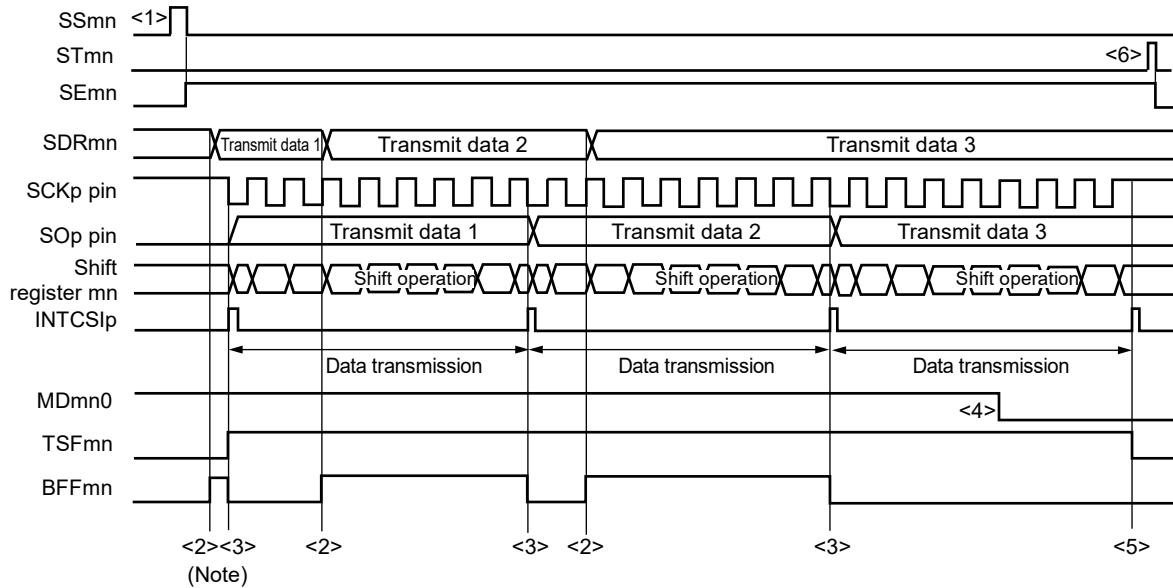 SSmn <1>
STmn <6>
SEmn
SDRmn Transmit data 1 Transmit data 2 Transmit data 3
SCKp pin
SOp pin Transmit data 1 Transmit data 2 Transmit data 3
Shift
register mn Shift operation Shift operation Shift operation
INTCSIp
Data transmission Data transmission Data transmission
MDmn0 <4>
TSFmn
BFFmn
<2> <3> <2> <3> <2> <3> <5>
(Note)